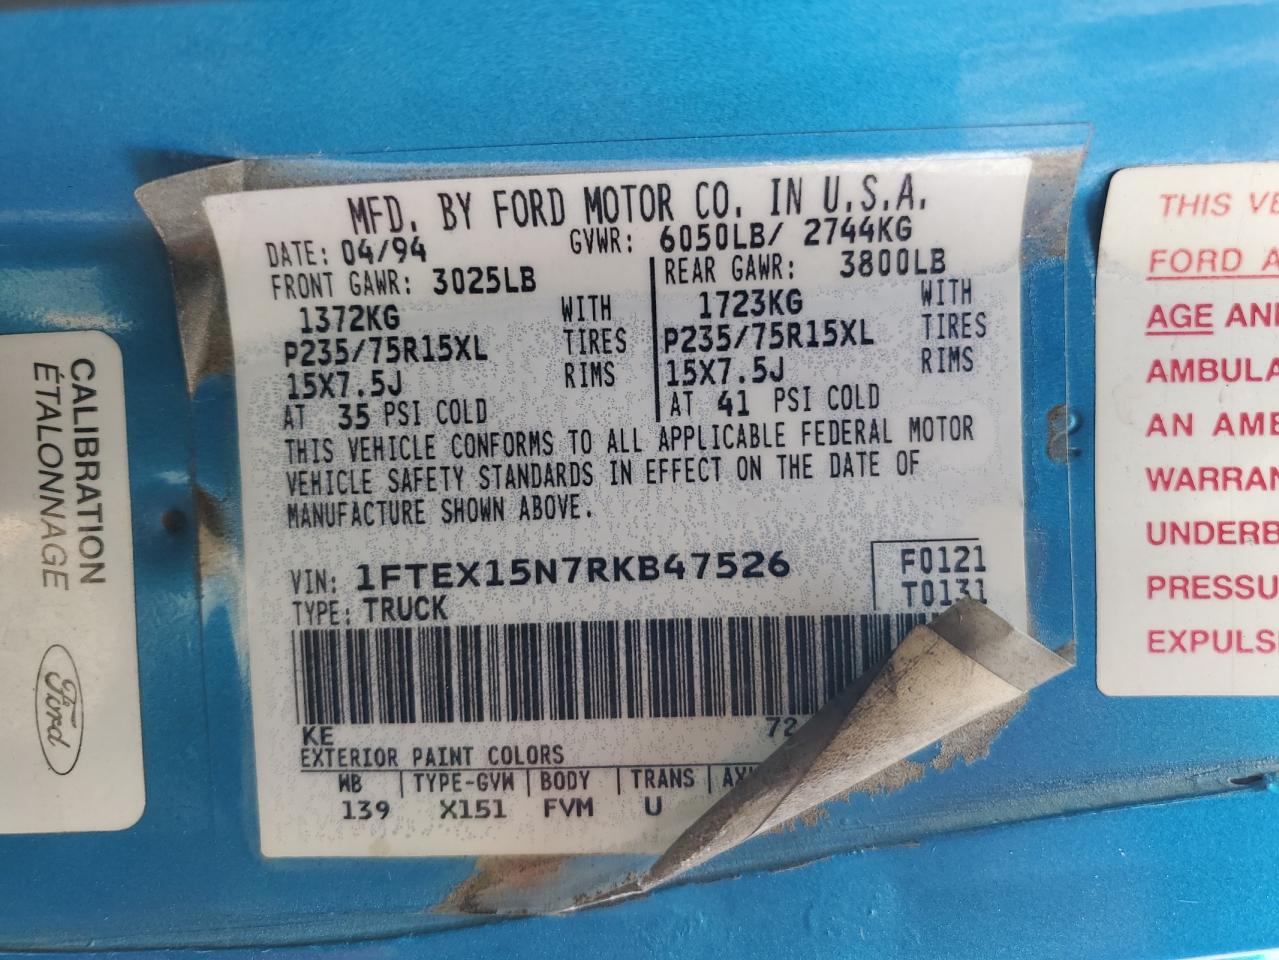 MFD. BY FORD MOTOR CO. IN U.S.A.
DATE: 04/94 GVWR: 6050LB/ 2744KG
FRONT GAWR: 3025LB REAR GAWR: 3800LB
1372KG WITH 1723KG WITH
P235/75R15XL TIRES P235/75R15XL TIRES
15X7.5J RIMS 15X7.5J RIMS
AT 35 PSI COLD AT 41 PSI COLD
THIS VEHICLE CONFORMS TO ALL APPLICABLE FEDERAL MOTOR
VEHICLE SAFETY STANDARDS IN EFFECT ON THE DATE OF
MANUFACTURE SHOWN ABOVE.
VIN: 1FTEX15N7RKB47526 F0121
TYPE: TRUCK T0131
KE 72
EXTERIOR PAINT COLORS
WB TYPE-GVW BODY TRANS
139 X151 FVM U
CALIBRATION
ÉTALONNAGE
Ford
THIS
FORD
AGE
AN
PRESSU
EXPULS